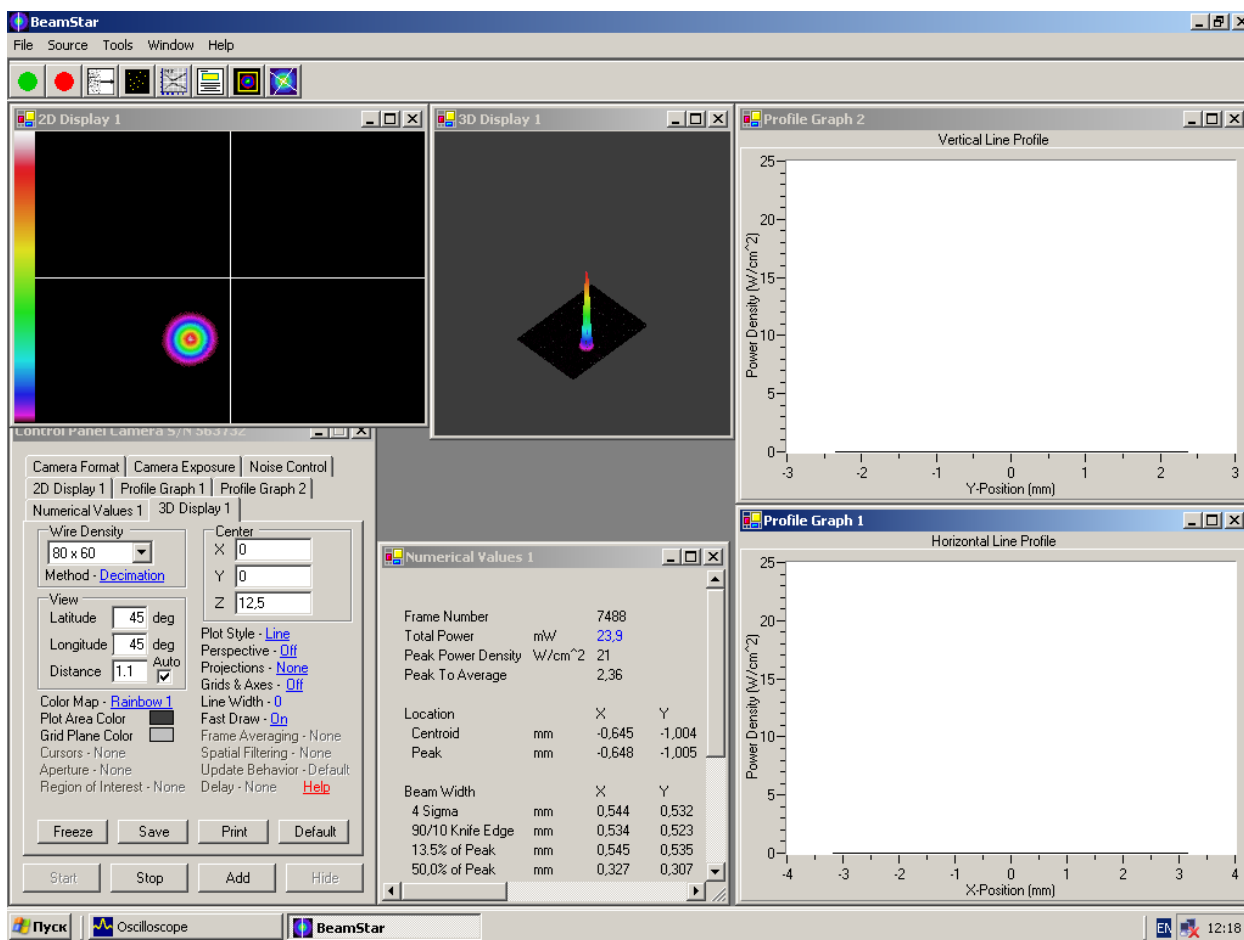 BeamStar
File Source Tools Window Help
2D Display 1
3D Display 1
Profile Graph 2
Vertical Line Profile
25
20
15
10
5
0
Power Density (W/cm^2)
-3 -2 -1 0 1 2 3
Y-Position (mm)
Control Panel Camera S/N 563732
Camera Format Camera Exposure Noise Control
2D Display 1 Profile Graph 1 Profile Graph 2
Numerical Values 1 3D Display 1
Wire Density
80 x 60
Method - Decimation
View
Latitude 45 deg
Longitude 45 deg
Distance 1.1 Auto
Center
X 0
Y 0
Z 12,5
Plot Style - Line
Perspective - Off
Projections - None
Grids & Axes - Off
Color Map - Rainbow 1
Line Width - 0
Plot Area Color
Fast Draw - On
Grid Plane Color
Frame Averaging - None
Cursors - None
Spatial Filtering - None
Aperture - None
Update Behavior - Default
Region of Interest - None
Delay - None Help
Freeze Save Print Default
Start Stop Add Hide
Numerical Values 1
Frame Number 7488
Total Power mW 23,9
Peak Power Density W/cm^2 21
Peak To Average 2,36
Location X Y
Centroid mm -0,645 -1,004
Peak mm -0,648 -1,005
Beam Width X Y
4 Sigma mm 0,544 0,532
90/10 Knife Edge mm 0,534 0,523
13.5% of Peak mm 0,545 0,535
50,0% of Peak mm 0,327 0,307
Profile Graph 1
Horizontal Line Profile
25
20
15
10
5
0
Power Density (W/cm^2)
-4 -3 -2 -1 0 1 2 3 4
X-Position (mm)
Пуск Oscilloscope BeamStar EN 12:18